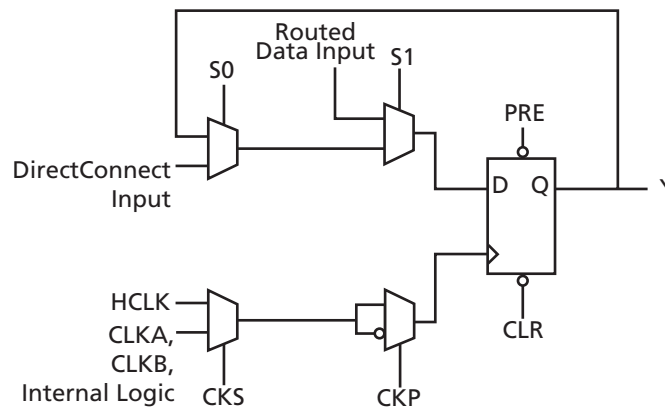 Routed
Data Input
S1
S0
PRE
DirectConnect
Input
D
Q
HCLK
CLKA,
CLKB,
Internal Logic
CKS
CKP
CLR